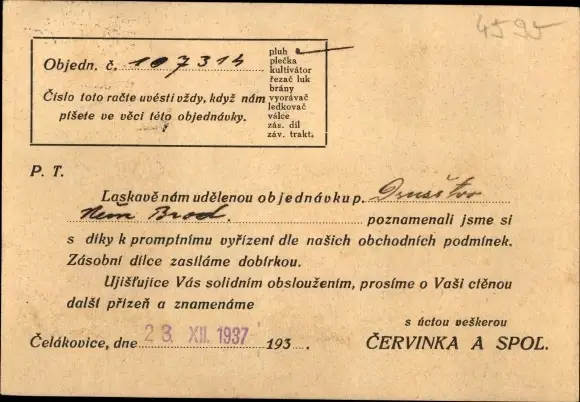 4595
Objedn. č. 107314
Číslo toto račte uvésti vždy, když nám
píšete ve věci této objednávky.
pluh
plečka
kultivátor
řezač luk
brány
vyorávač
ledkovač
válce
zás. díl
záv. trakt.
P. T.
Laskavě nám udělenou objednávku p. Družstvo
Něm Brod. poznamenali jsme si
s díky k promptnímu vyřízení dle našich obchodních podmínek.
Zásobní dílce zasíláme dobírkou.
Ujišťujíce Vás solidním obsloužením, prosíme o Vaši ctěnou
další přízeň a znamenáme
s úctou veškerou
Čelákovice, dne 23. XII. 1937 193 .
ČERVINKA A SPOL.